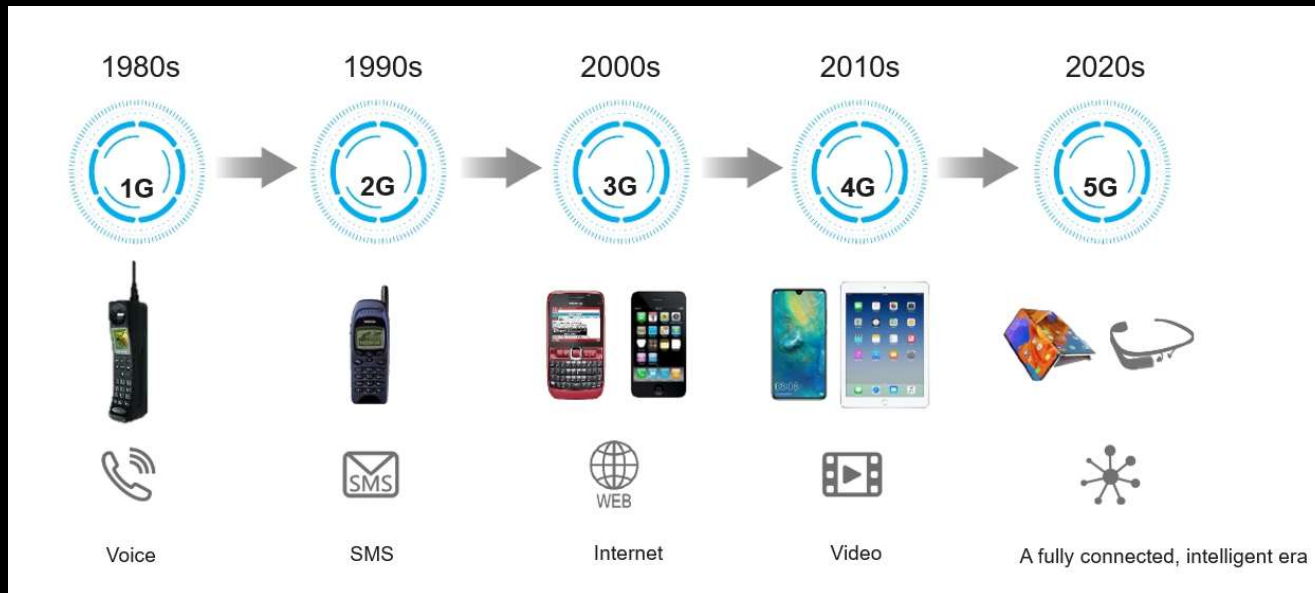 1980s
1990s
2000s
2010s
2020s
1G
2G
3G
4G
5G
SMS
WEB
Voice
SMS
Internet
Video
A fully connected, intelligent era